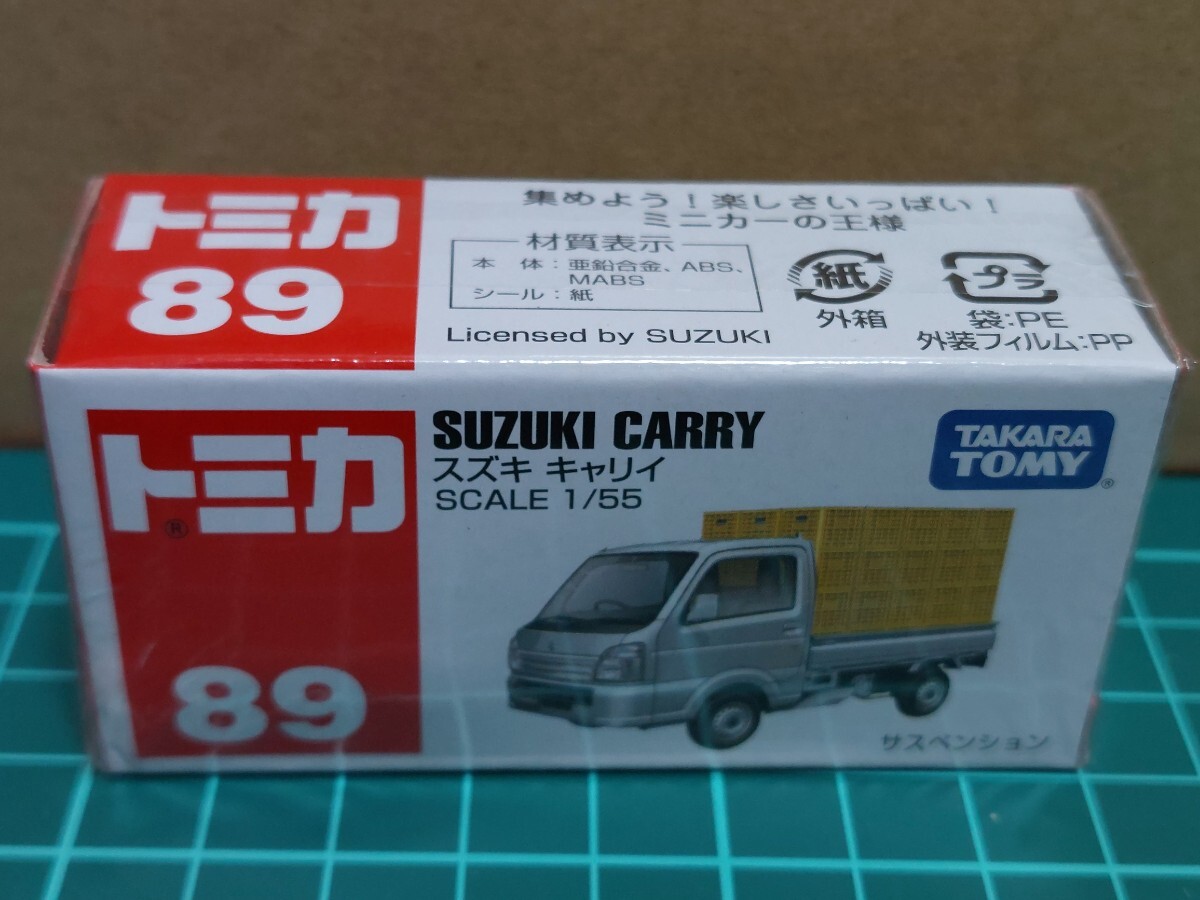 トミカ
89
集めよう！楽しさいっぱい！
ミニカーの王様
材質表示
本 体：亜鉛合金、ABS、
MABS
シール：紙
Licensed by SUZUKI
紙
外箱
プラ
袋:PE
外装フィルム:PP
トミカ®
89
SUZUKI CARRY
スズキ キャリイ
SCALE 1/55
TAKARA
TOMY®
サスペンション